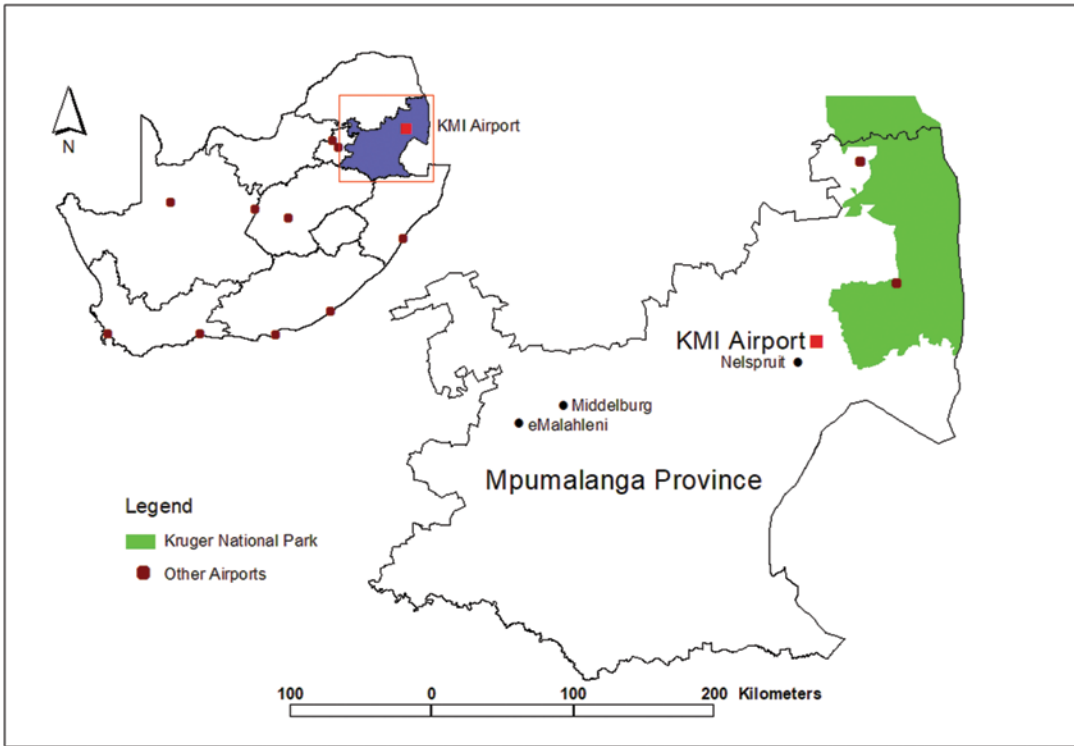 N
KMI Airport
KMI Airport
Nelspruit
Middelburg
eMalahleni
Mpumalanga Province
Legend
Kruger National Park
Other Airports
100 0 100 200 Kilometers